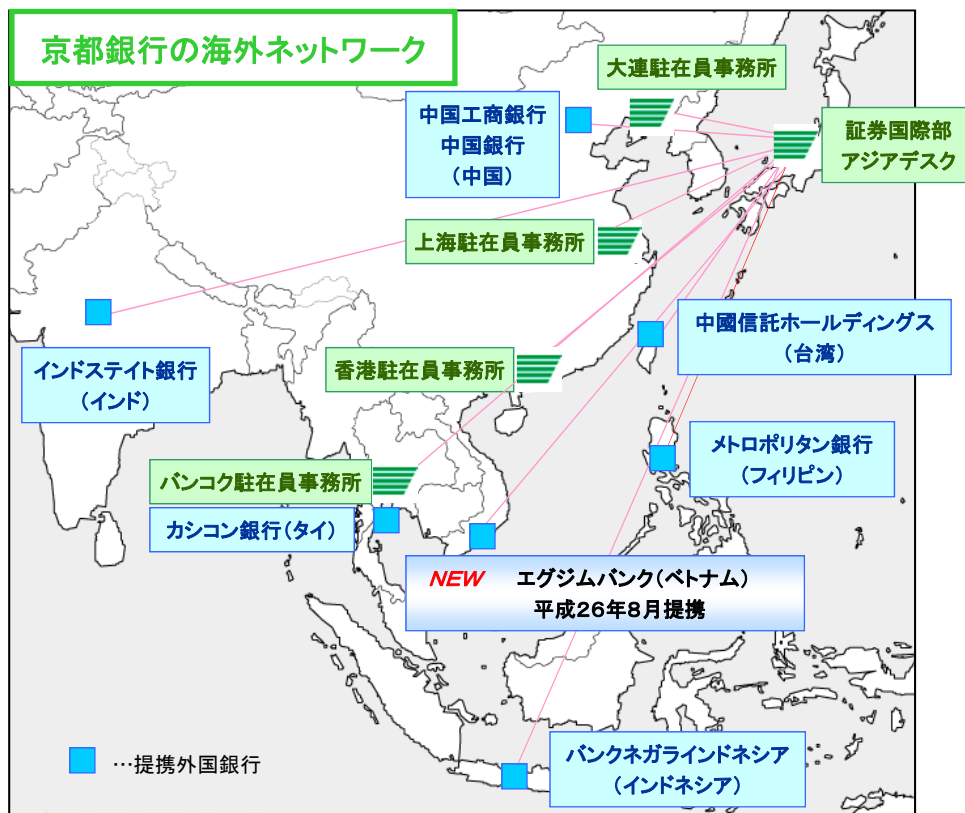 京都銀行の海外ネットワーク
大連駐在員事務所
中国工商銀行
中国銀行
(中国)
証券国際部
アジアデスク
上海駐在員事務所
中國信託ホールディングス
(台湾)
インドステイト銀行
(インド)
香港駐在員事務所
メトロポリタン銀行
(フィリピン)
バンコク駐在員事務所
カシコン銀行(タイ)
NEW エグジムバンク(ベトナム)
平成26年8月提携
バンクネガラインドネシア
(インドネシア)
…提携外国銀行